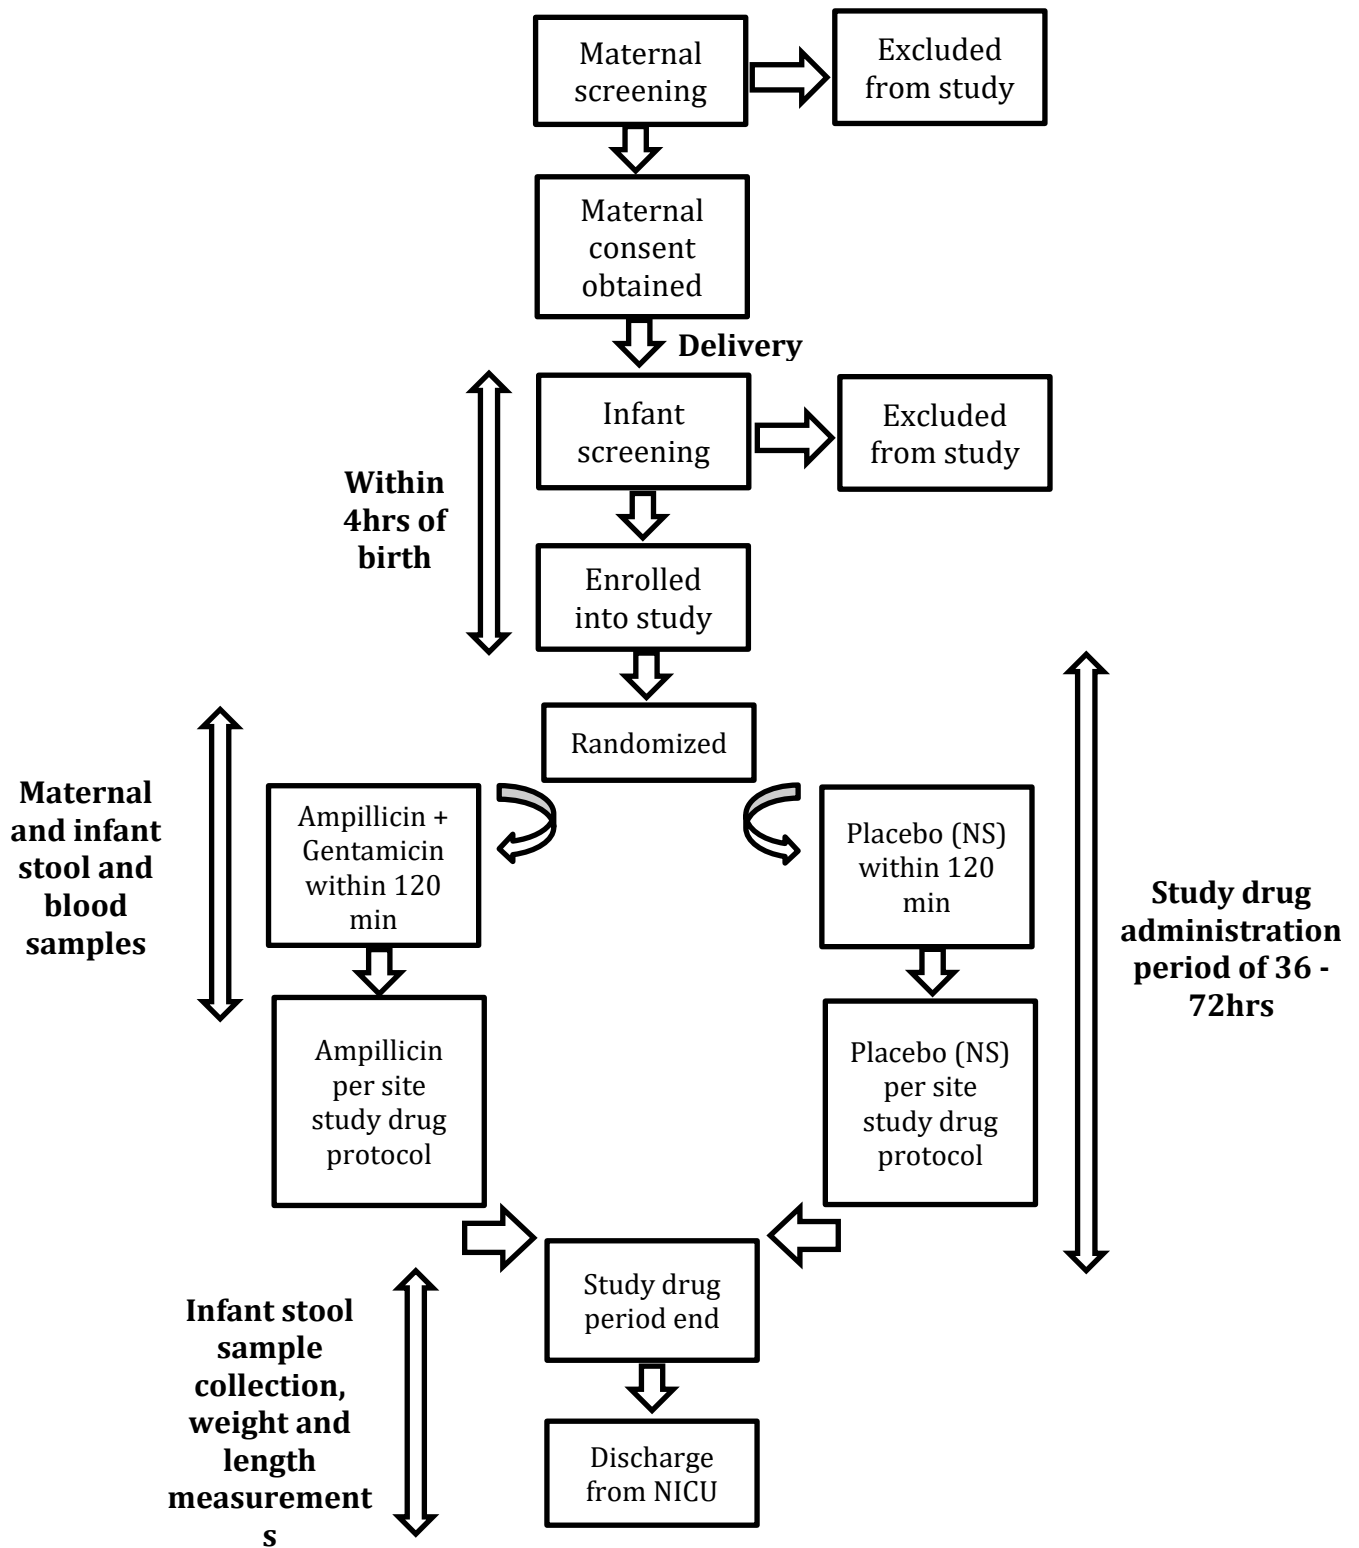 Maternal
screening
Excluded
from study
Maternal
consent
obtained
Delivery
Infant
screening
Excluded
from study
Within
4hrs of
birth
Enrolled
into study
Randomized
Maternal
and infant
stool and
blood
samples
Ampillicin +
Gentamicin
within 120
min
Placebo (NS)
within 120
min
Study drug
administration
period of 36 -
72hrs
Ampillicin
per site
study drug
protocol
Placebo (NS)
per site
study drug
protocol
Study drug
period end
Infant stool
sample
collection,
weight and
length
measurement
s
Discharge
from NICU